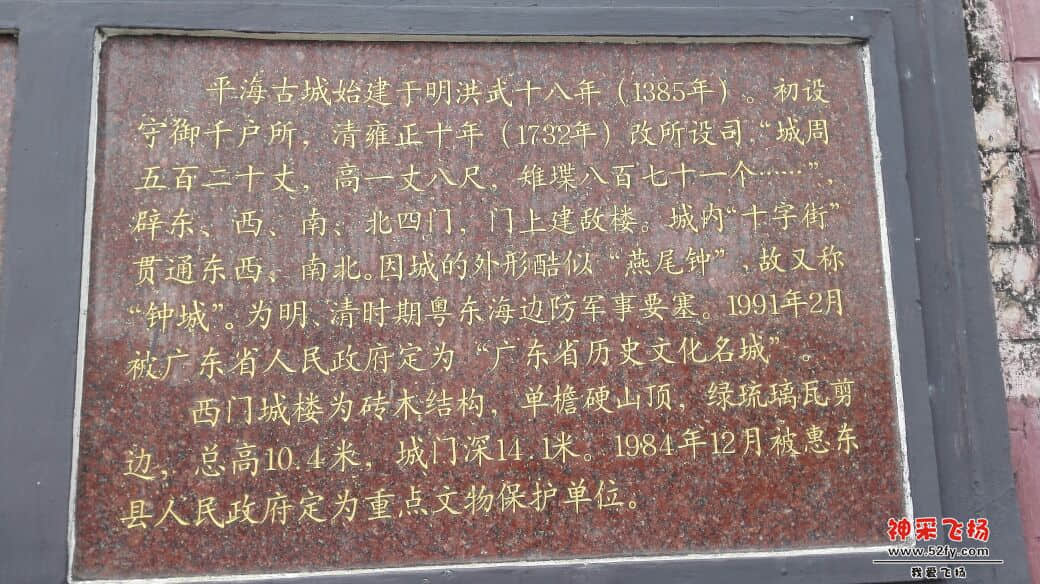 平海古城始建于明洪武十八年（1385年）。初设
守御千户所，清雍正十年（1732年）改所设司，“城周
五百二十丈，高一丈八尺，雉堞八百七十一个……”，
辟东、西、南、北四门，门上建敌楼。城内“十字街”
贯通东西、南北。因城的外形酷似“燕尾钟”，故又称
“钟城”。为明、清时期粤东海边防军事要塞。1991年2月
被广东省人民政府定为“广东省历史文化名城”。
西门城楼为砖木结构，单檐硬山顶，绿琉璃瓦剪
边，总高10.4米，城门深14.1米。1984年12月被惠东
县人民政府定为重点文物保护单位。
神采飞扬
www.52fy.com
我爱飞扬